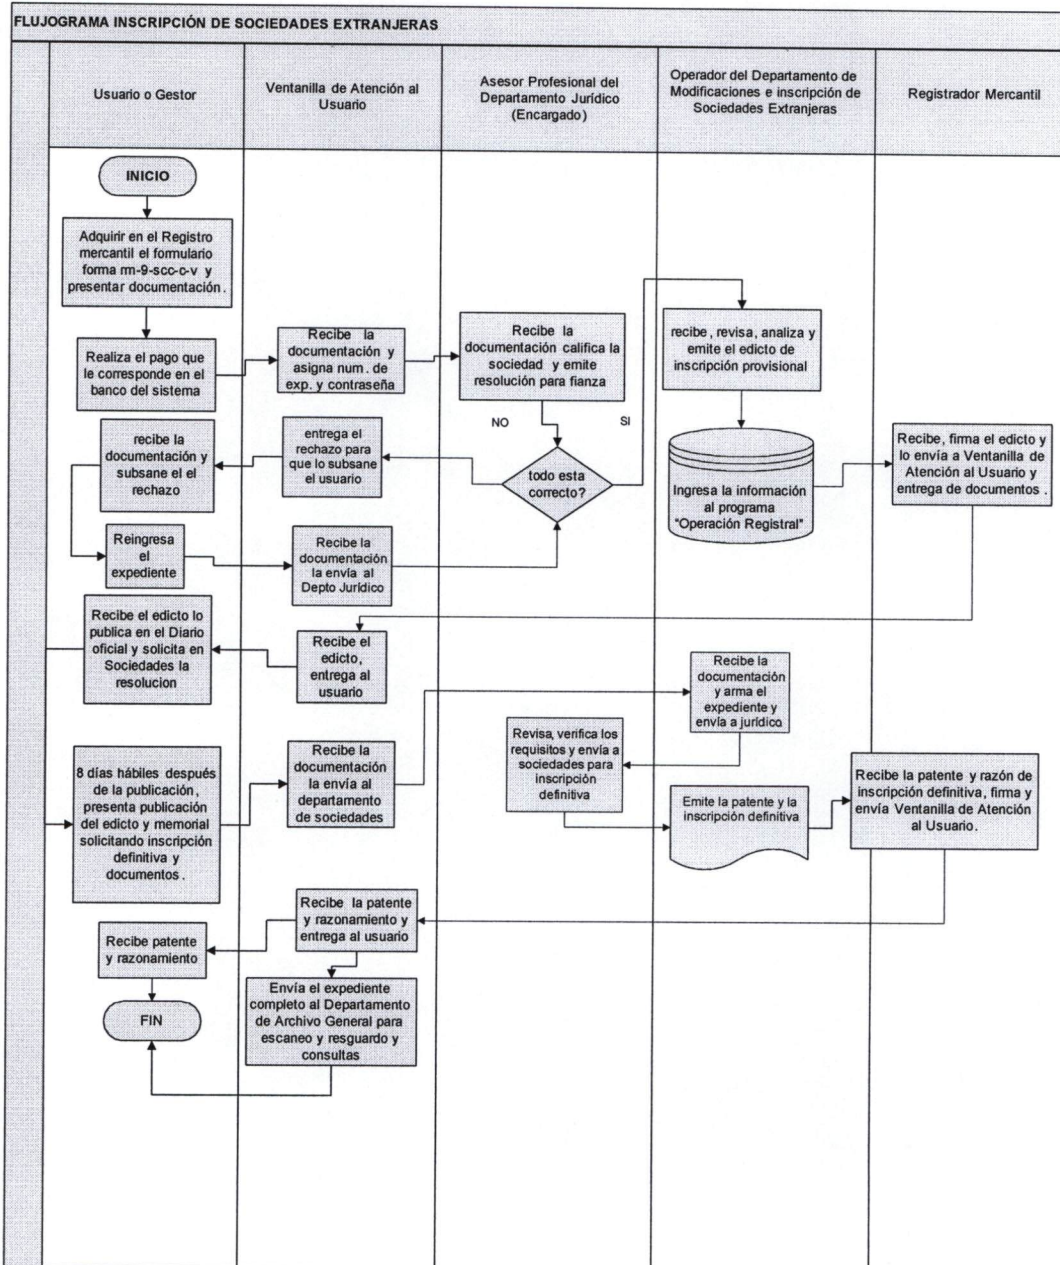 FLUJOGRAMA INSCRIPCIÓN DE SOCIEDADES EXTRANJERAS
Usuario o Gestor
Ventanilla de Atención al
Usuario
Asesor Profesional del
Departamento Jurídico
(Encargado)
Operador del Departamento de
Modificaciones e inscripción de
Sociedades Extranjeras
Registrador Mercantil
INICIO
Adquirir en el Registro
mercantil el formulario
forma rm-9-scc-c-v y
presentar documentación.
Realiza el pago que
le corresponde en el
banco del sistema
Recibe la
documentación y
asigna num. de
exp. y contraseña
Recibe la
documentación califica la
sociedad y emite
resolución para fianza
recibe, revisa, analiza y
emite el edicto de
inscripción provisional
NO
SI
recibe la
documentación y
subsane el el
rechazo
entrega el
rechazo para
que lo subsane
el usuario
todo esta
correcto?
Ingresa la información
al programa
"Operación Registral"
Recibe, firma el edicto y
lo envía a Ventanilla de
Atención al Usuario y
entrega de documentos.
Reingresa
el
expediente
Recibe la
documentación
la envía al
Depto Jurídico
Recibe el edicto lo
publica en el Diario
oficial y solicita en
Sociedades la
resolucion
Recibe el
edicto,
entrega al
usuario
Recibe la
documentación
y arma el
expediente y
envía a jurídico
8 días hábiles después
de la publicación,
presenta publicación
del edicto y memorial
solicitando inscripción
definitiva y
documentos.
Recibe la
documentación
la envía al
departamento
de sociedades
Revisa, verifica los
requisitos y envía a
sociedades para
inscripción
definitiva
Emite la patente y la
inscripción definitiva
Recibe la patente y razón de
inscripción definitiva, firma y
envía Ventanilla de Atención
al Usuario.
Recibe la patente
y razonamiento y
entrega al usuario
Recibe patente
y razonamiento
Envía el expediente
completo al Departamento
de Archivo General para
escaneo y resguardo y
consultas
FIN